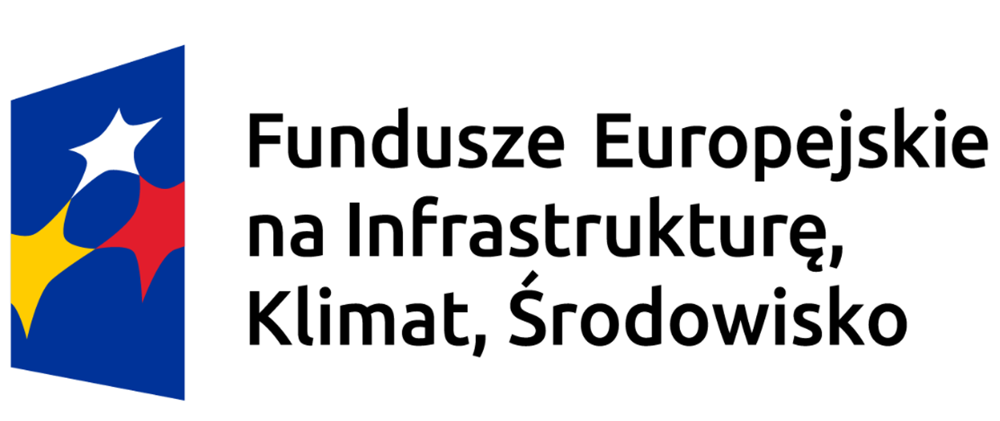 Fundusze Europejskie
na Infrastrukturę,
Klimat, Środowisko